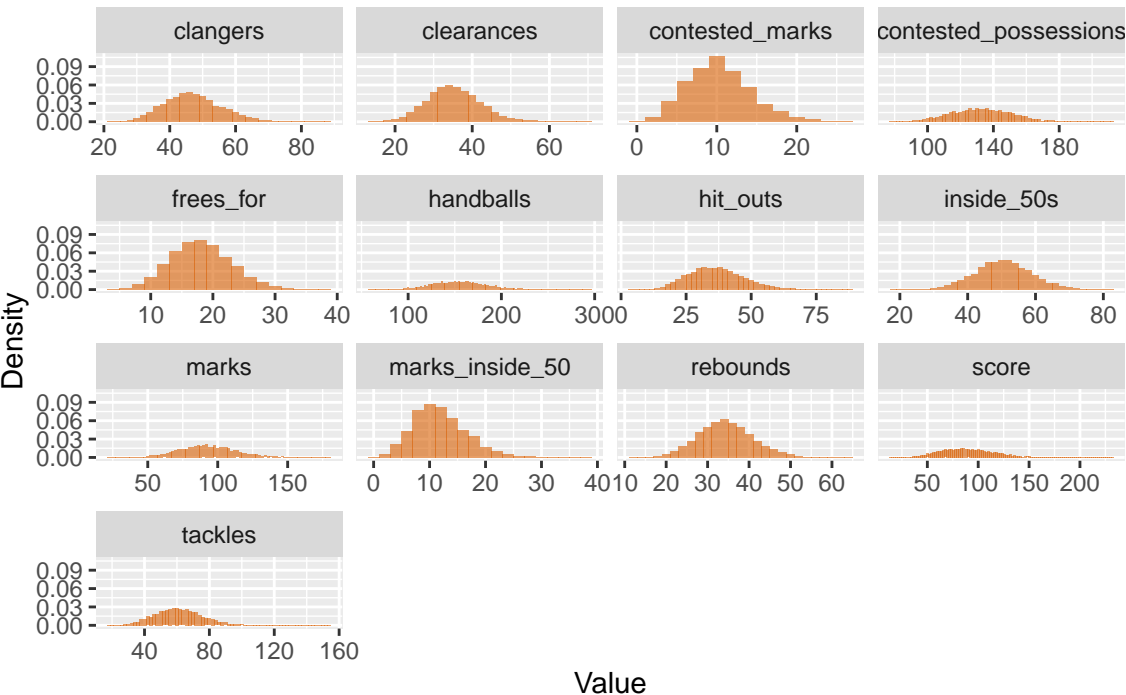 clangers clearances contested_marks contested_possessions
0.09
0.06
0.03
0.00
20 40 60 80 20 40 60 0 10 20 100 140 180
frees_for handballs hit_outs inside_50s
0.09
0.06
0.03
0.00
10 20 30 40 100 200 300 0 25 50 75 20 40 60 80
marks marks_inside_50 rebounds score
0.09
0.06
0.03
0.00
50 100 150 0 10 20 30 40 10 20 30 40 50 60 50 100 150 200
tackles
0.09
0.06
0.03
0.00
40 80 120 160
Density
Value